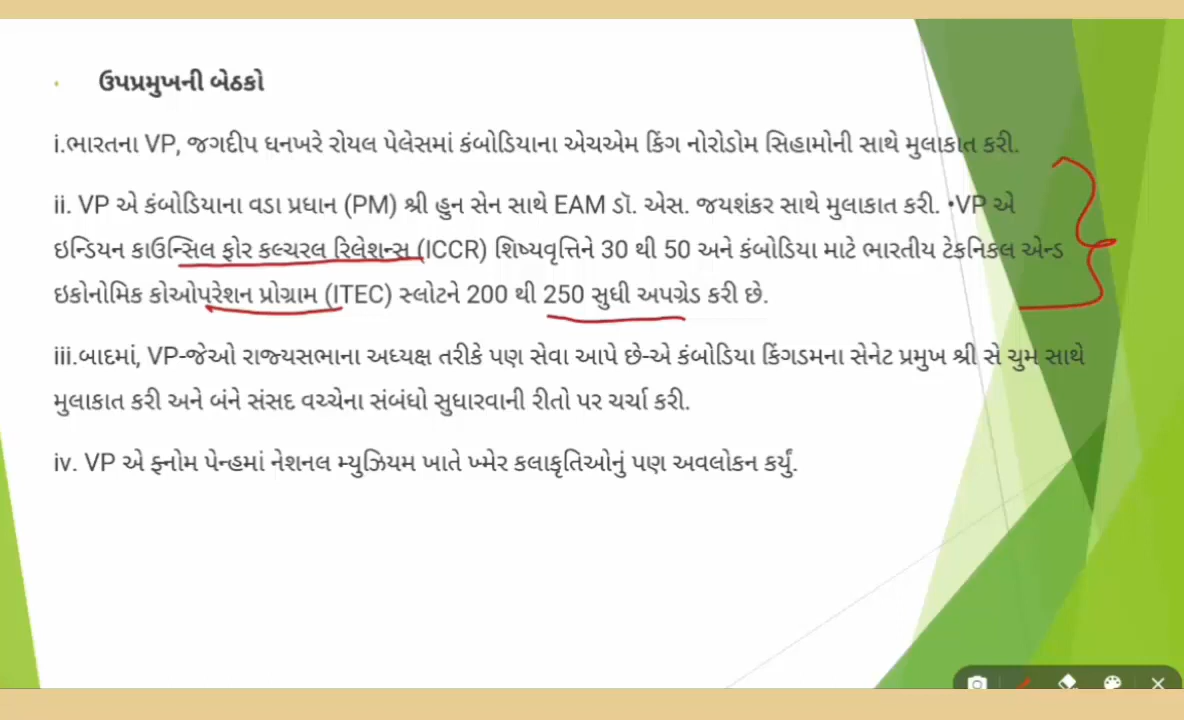 • ઉપપ્રમુખની બેઠકો
i.ભારતના VP, જગદીપ ધનખરે રોયલ પેલેસમાં કંબોડિયાના એચએમ કિંગ નોરોડોમ સિહામોની સાથે મુલાકાત કરી.
ii. VP એ કંબોડિયાના વડા પ્રધાન (PM) શ્રી હુન સેન સાથે EAM ડૉ. એસ. જયશંકર સાથે મુલાકાત કરી. •VP એ
ઇન્ડિયન કાઉન્સિલ ફોર કલ્ચરલ રિલેશન્સ (ICCR) શિષ્યવૃત્તિને 30 થી 50 અને કંબોડિયા માટે ભારતીય ટેકનિકલ એન્ડ
ઇકોનોમિક કોઓપરેશન પ્રોગ્રામ (ITEC) સ્લોટને 200 થી 250 સુધી અપગ્રેડ કરી છે.
iii.બાદમાં, VP-જેઓ રાજ્યસભાના અધ્યક્ષ તરીકે પણ સેવા આપે છે-એ કંબોડિયા કિંગડમના સેનેટ પ્રમુખ શ્રી સે ચુમ સાથે
મુલાકાત કરી અને બંને સંસદ વચ્ચેના સંબંધો સુધારવાની રીતો પર ચર્ચા કરી.
iv. VP એ ફ્નોમ પેન્હમાં નેશનલ મ્યુઝિયમ ખાતે ખ્મેર કલાકૃતિઓનું પણ અવલોકન કર્યું.